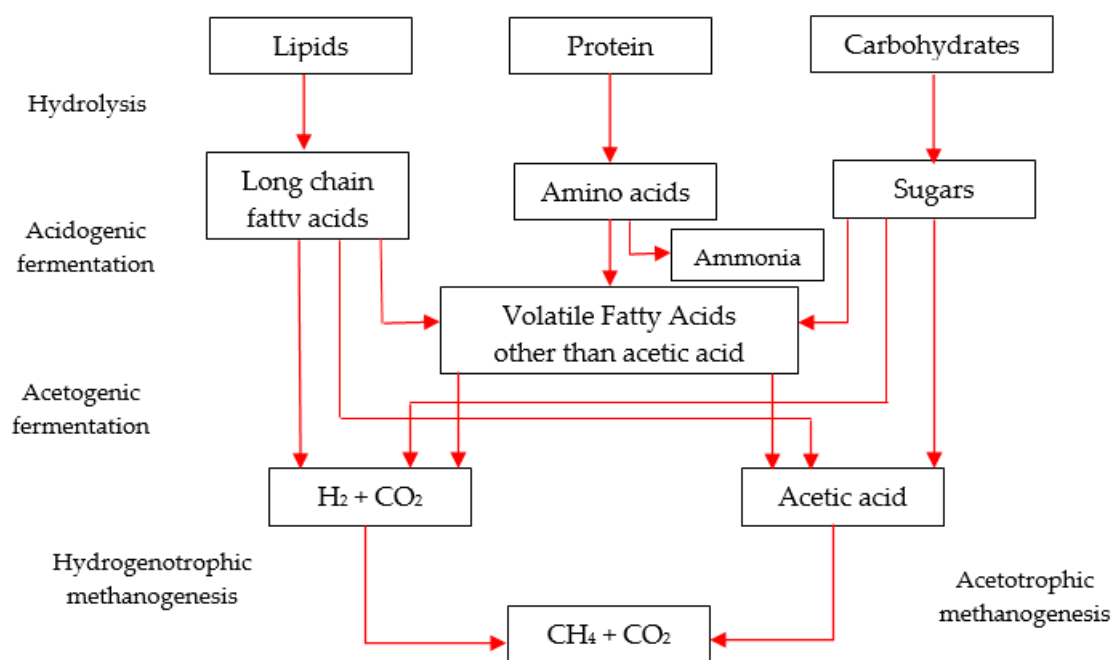 Lipids
Protein
Carbohydrates
Hydrolysis
Long chain
fattv acids
Amino acids
Sugars
Acidogenic
fermentation
Ammonia
Volatile Fatty Acids
other than acetic acid
Acetogenic
fermentation
H₂ + CO₂
Acetic acid
Hydrogenotrophic
methanogenesis
Acetotrophic
methanogenesis
CH₄ + CO₂